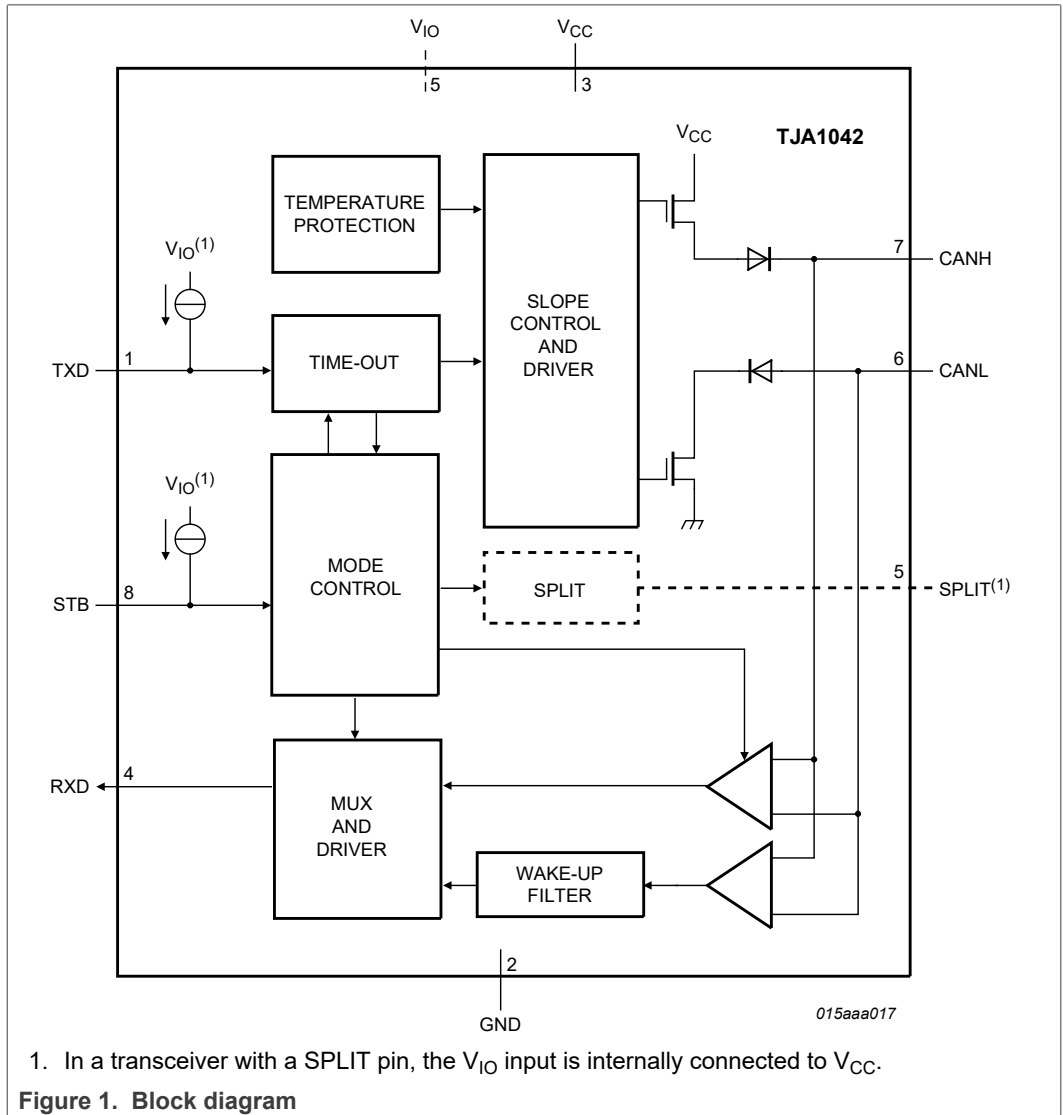 VIO
VCC
5
3
VCC
TJA1042
TEMPERATURE
PROTECTION
VIO(1)
7
CANH
SLOPE
CONTROL
AND
DRIVER
TXD
1
TIME-OUT
6
CANL
VIO(1)
MODE
CONTROL
STB
8
SPLIT
5
SPLIT(1)
RXD
4
MUX
AND
DRIVER
WAKE-UP
FILTER
2
GND
015aaa017
1. In a transceiver with a SPLIT pin, the VIO input is internally connected to VCC.
Figure 1. Block diagram